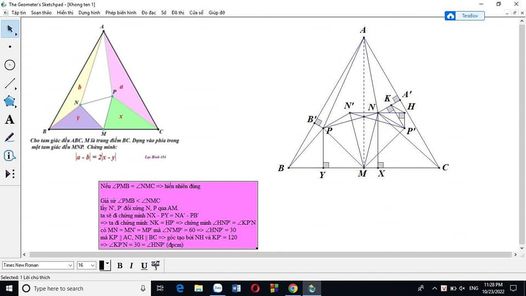 The Geometer's Sketchpad - [Khong ten 1]
Tập tin Soạn thảo Hiển thị Dựng hình Phép biến hình Đo đạc Số Đồ thị Cửa sổ Giúp đỡ
TeraBox
A
b
a
P
N
y
x
B
M
C
Cho tam giác đều ABC, M là trung điểm BC. Dựng vào phía trong
một tam giác đều MNP. Chứng minh:
|a - b| = 2|x - y|
A
A'
K
N'
N
H
B'
P
P'
B
Y
M
X
C
Nếu ∠PMB = ∠NMC => hiển nhiên đúng
Giả sử ∠PMB < ∠NMC
lấy N', P' đối xứng N, P qua AM.
ta sẽ đi chứng minh NX - PY = NA' - PB'
=> ta đi chứng minh NK = HP' => chứng minh ∠HNP' = ∠KP'N
có MN = MN' = MP' mà ∠N'MP' = 60 => ∠HNP' = 30
mà KP' || AC, NH || BC => góc tạo bởi NH và KP' = 120
=> ∠KP'N = 30 = ∠HNP' (đpcm)
Times New Roman
16
B I U
Selected: 1 Lời chú thích
Type here to search
ENG
11:28 PM
10/23/2022